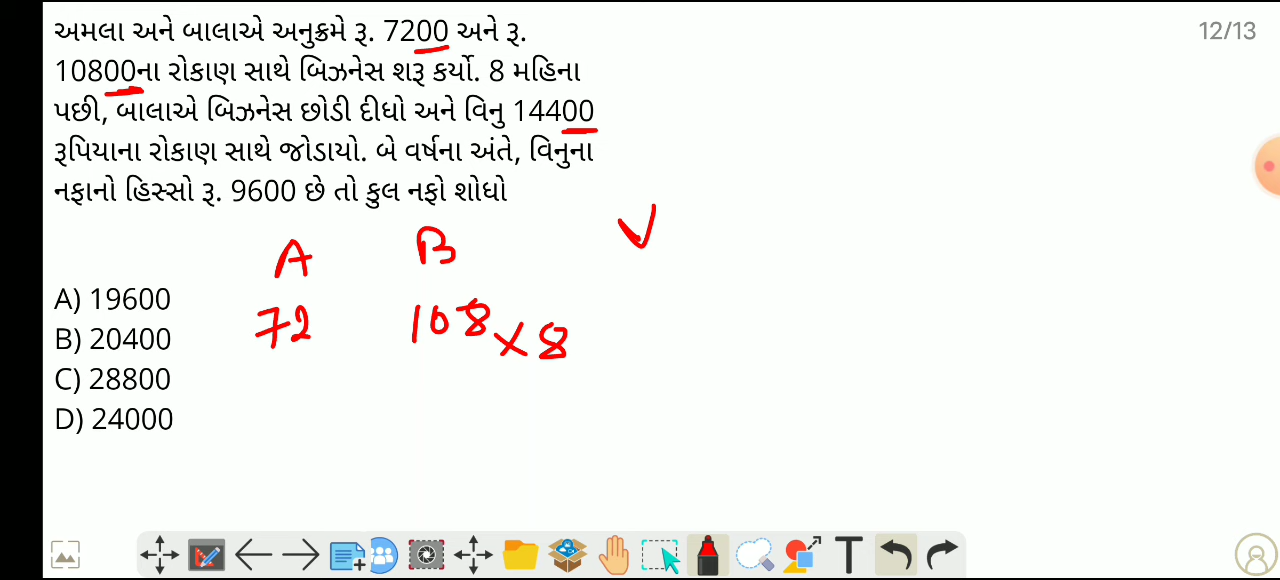 અમલા અને બાલાએ અનુક્રમે રૂ. 7200 અને રૂ.
12/13
10800ના રોકાણ સાથે બિઝનેસ શરૂ કર્યો. 8 મહિના
પછી, બાલાએ બિઝનેસ છોડી દીધો અને વિનુ 14400
રૂપિયાના રોકાણ સાથે જોડાયો. બે વર્ષના અંતે, વિનુના
નફાનો હિસ્સો રૂ. 9600 છે તો કુલ નફો શોધો
A B V
A) 19600
72 108 × 8
B) 20400
C) 28800
D) 24000
T